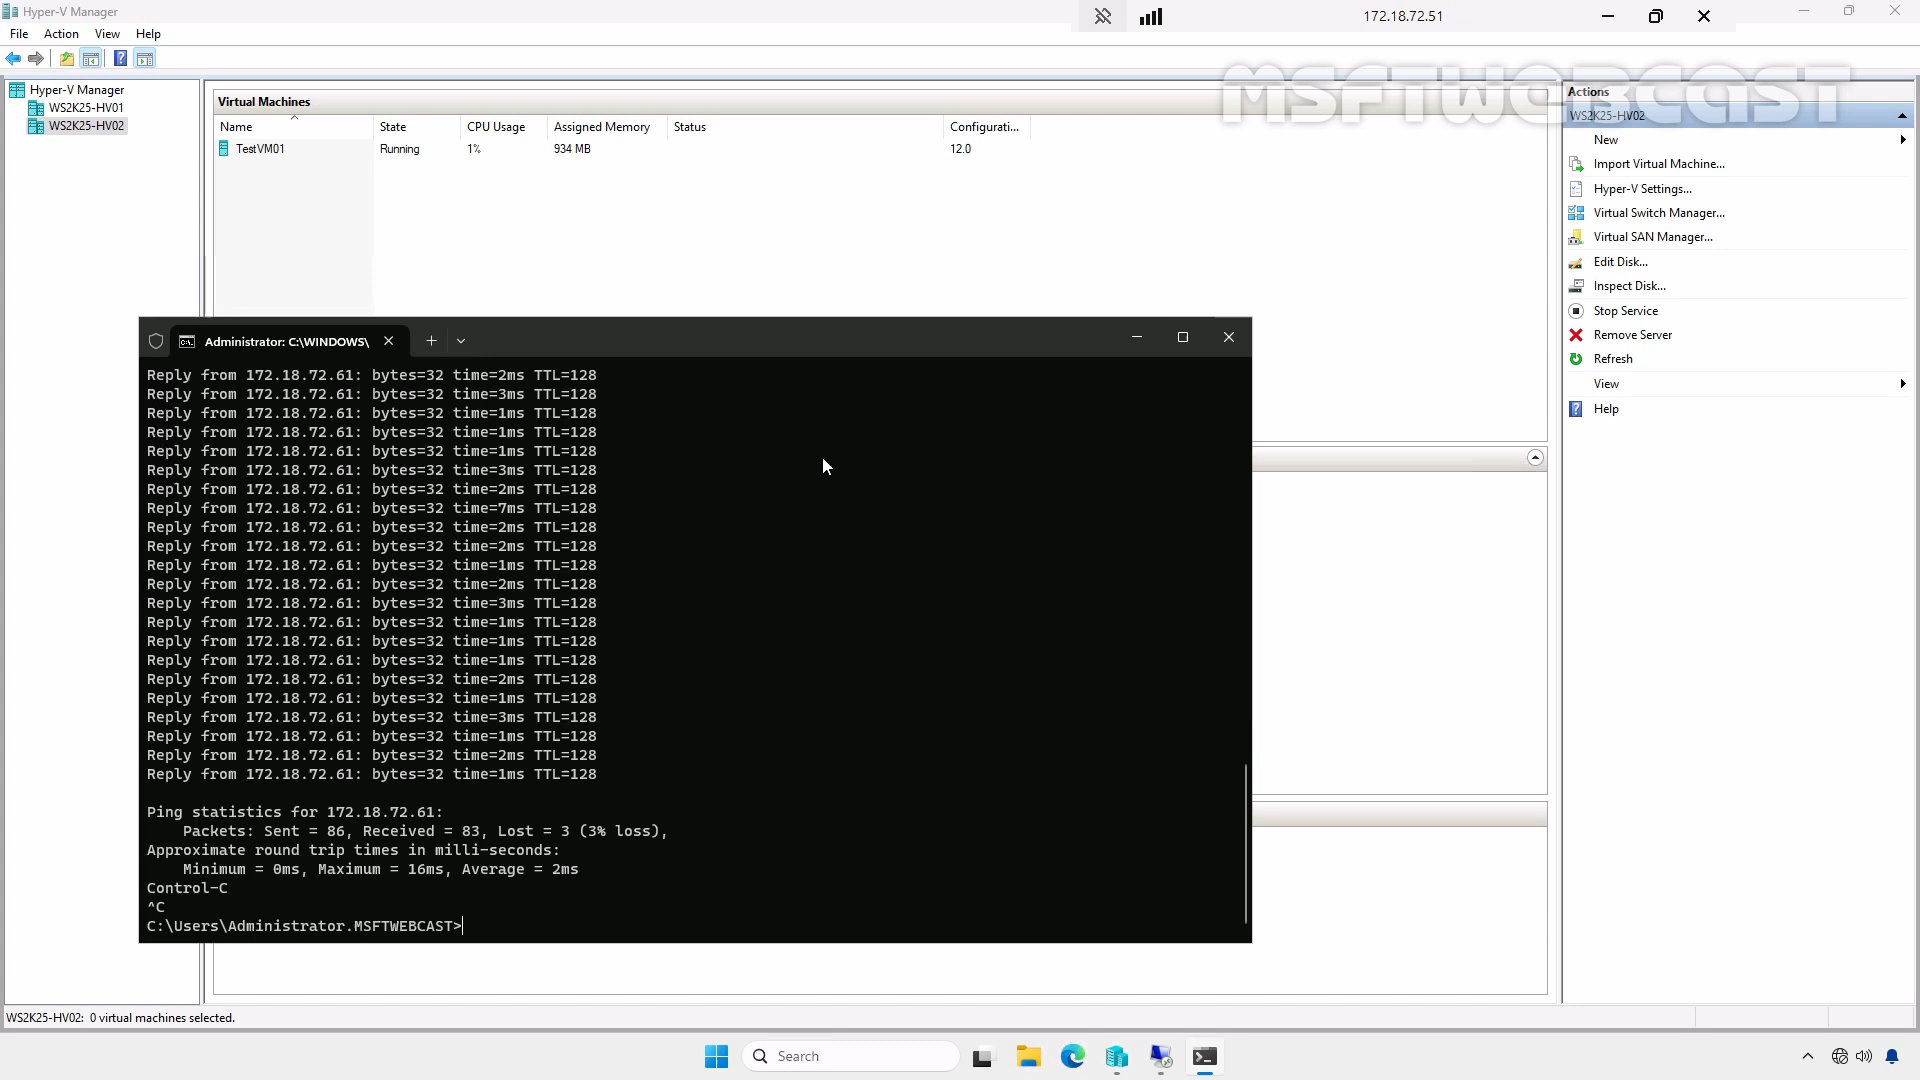 Hyper-V Manager
172.18.72.51
File Action View Help
MSFTWEBCAST
Hyper-V Manager
WS2K25-HV01
WS2K25-HV02
Virtual Machines
Name State CPU Usage Assigned Memory Status Configurati...
TestVM01 Running 1% 934 MB 12.0
Actions
WS2K25-HV02
New
Import Virtual Machine...
Hyper-V Settings...
Virtual Switch Manager...
Virtual SAN Manager...
Edit Disk...
Inspect Disk...
Stop Service
Remove Server
Refresh
View
Help
Administrator: C:\WINDOWS\
Reply from 172.18.72.61: bytes=32 time=2ms TTL=128
Reply from 172.18.72.61: bytes=32 time=3ms TTL=128
Reply from 172.18.72.61: bytes=32 time=1ms TTL=128
Reply from 172.18.72.61: bytes=32 time=1ms TTL=128
Reply from 172.18.72.61: bytes=32 time=1ms TTL=128
Reply from 172.18.72.61: bytes=32 time=3ms TTL=128
Reply from 172.18.72.61: bytes=32 time=2ms TTL=128
Reply from 172.18.72.61: bytes=32 time=7ms TTL=128
Reply from 172.18.72.61: bytes=32 time=2ms TTL=128
Reply from 172.18.72.61: bytes=32 time=2ms TTL=128
Reply from 172.18.72.61: bytes=32 time=1ms TTL=128
Reply from 172.18.72.61: bytes=32 time=2ms TTL=128
Reply from 172.18.72.61: bytes=32 time=3ms TTL=128
Reply from 172.18.72.61: bytes=32 time=1ms TTL=128
Reply from 172.18.72.61: bytes=32 time=1ms TTL=128
Reply from 172.18.72.61: bytes=32 time=1ms TTL=128
Reply from 172.18.72.61: bytes=32 time=2ms TTL=128
Reply from 172.18.72.61: bytes=32 time=1ms TTL=128
Reply from 172.18.72.61: bytes=32 time=3ms TTL=128
Reply from 172.18.72.61: bytes=32 time=1ms TTL=128
Reply from 172.18.72.61: bytes=32 time=2ms TTL=128
Reply from 172.18.72.61: bytes=32 time=1ms TTL=128
Ping statistics for 172.18.72.61:
Packets: Sent = 86, Received = 83, Lost = 3 (3% loss),
Approximate round trip times in milli-seconds:
Minimum = 0ms, Maximum = 16ms, Average = 2ms
Control-C
^C
C:\Users\Administrator.MSFTWEBCAST>
WS2K25-HV02: 0 virtual machines selected.
Search